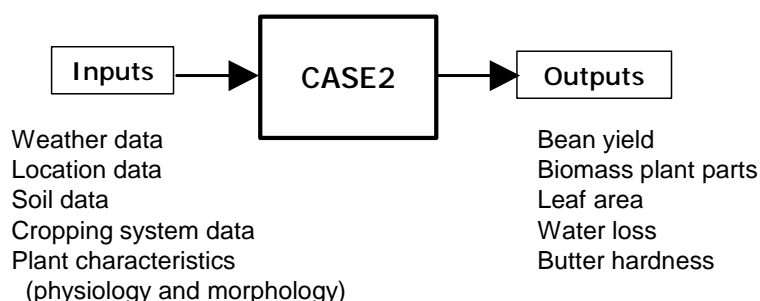 Inputs
CASE2
Outputs
Weather data
Location data
Soil data
Cropping system data
Plant characteristics
(physiology and morphology)
Bean yield
Biomass plant parts
Leaf area
Water loss
Butter hardness